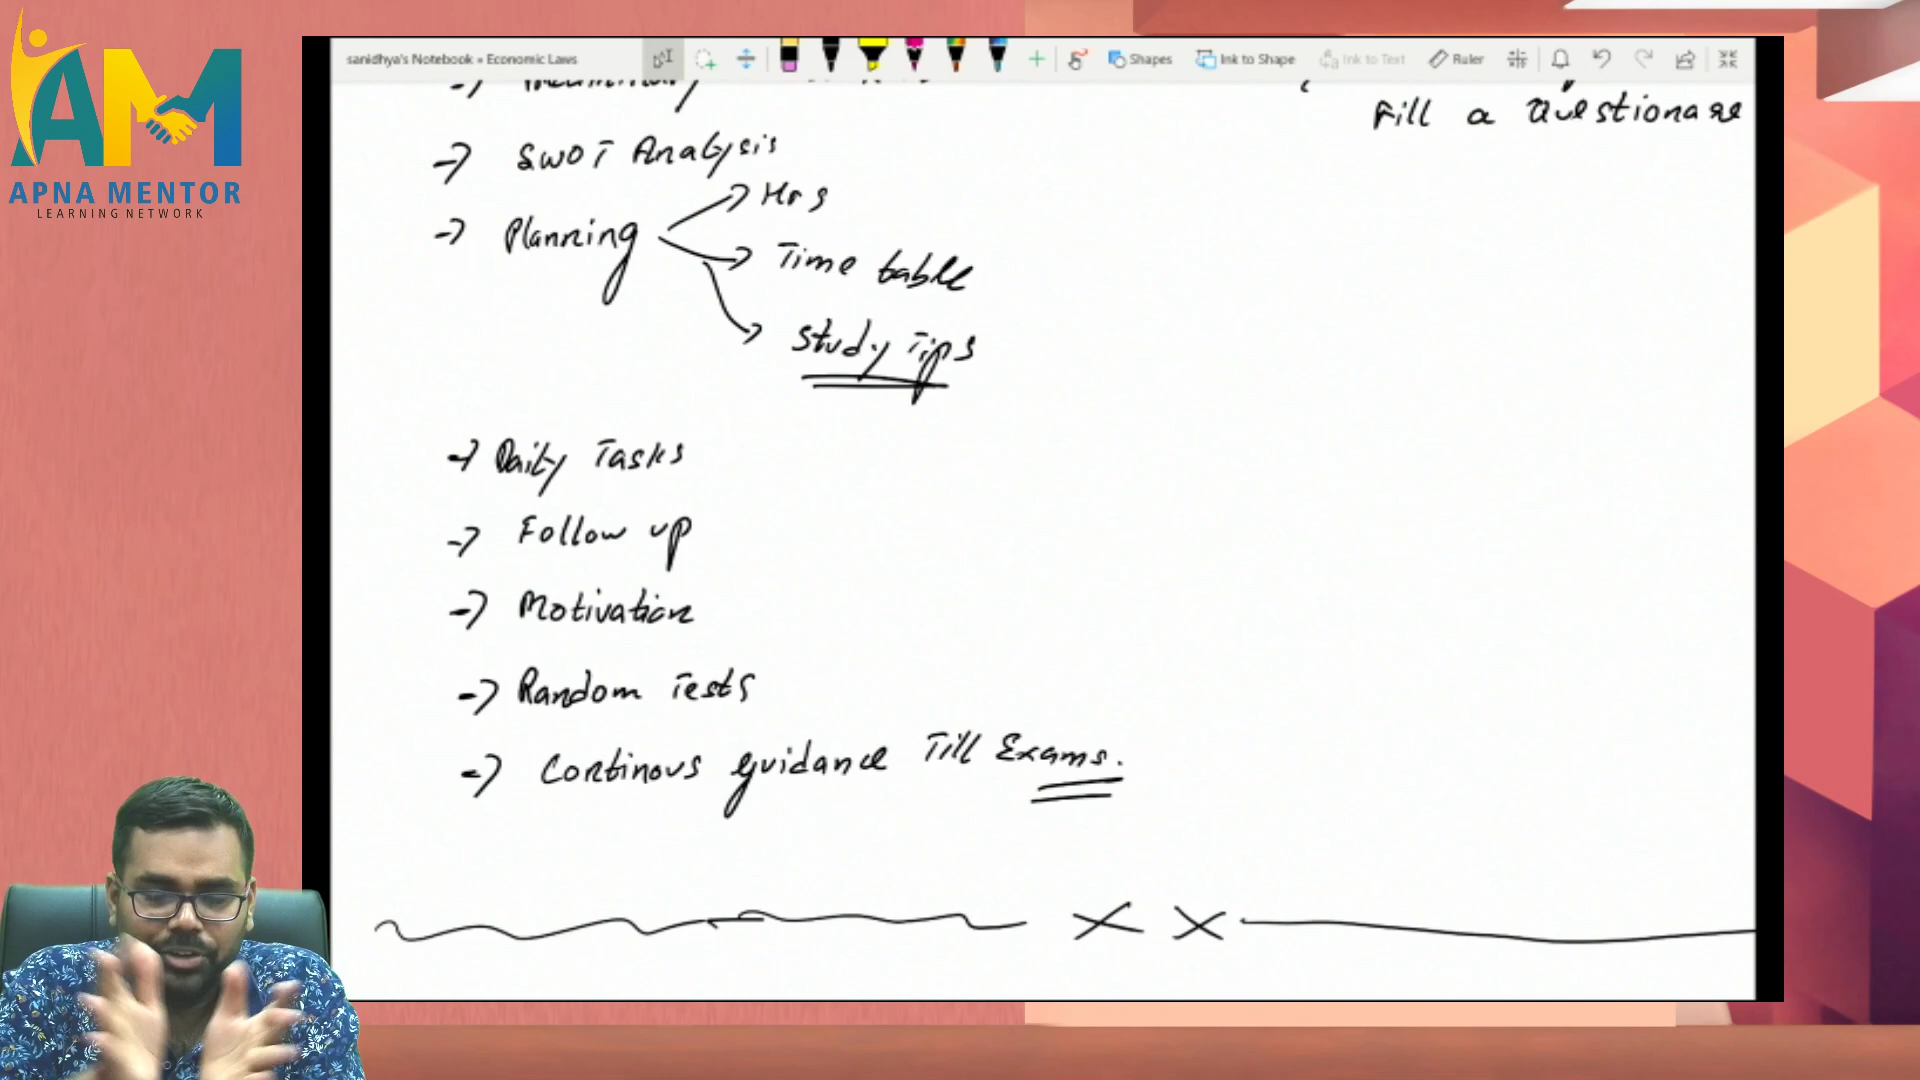 AM
APNA MENTOR
LEARNING NETWORK
sanidhya's Notebook » Economic Laws
Shapes
Ink to Shape
Ink to Text
Ruler
Fill a Questionare
-> SWOT Analysis
-> Planning
-> Hrs
-> Time table
-> Study Tips
-> Daily Tasks
-> Follow up
-> Motivation
-> Random Tests
-> Continous guidance Till Exams.
X X